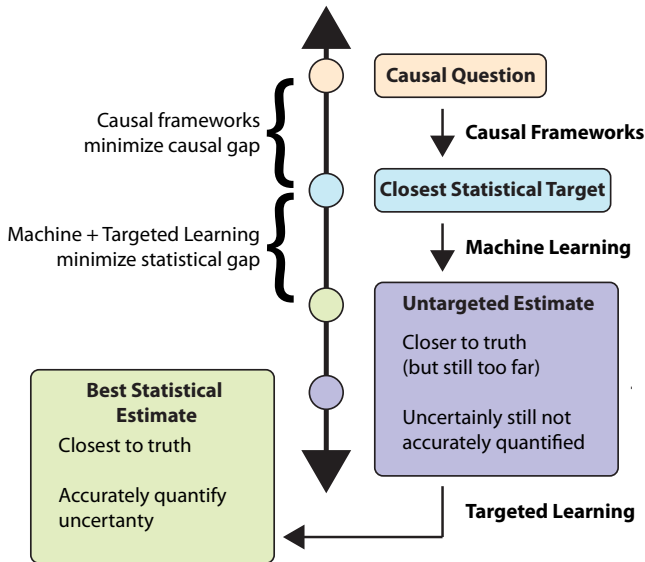 Causal Question
Causal frameworks
minimize causal gap
Causal Frameworks
Closest Statistical Target
Machine + Targeted Learning
minimize statistical gap
Machine Learning
Untargeted Estimate
Closer to truth
(but still too far)
Uncertainly still not
accurately quantified
Targeted Learning
Best Statistical
Estimate
Closest to truth
Accurately quantify
uncertanty